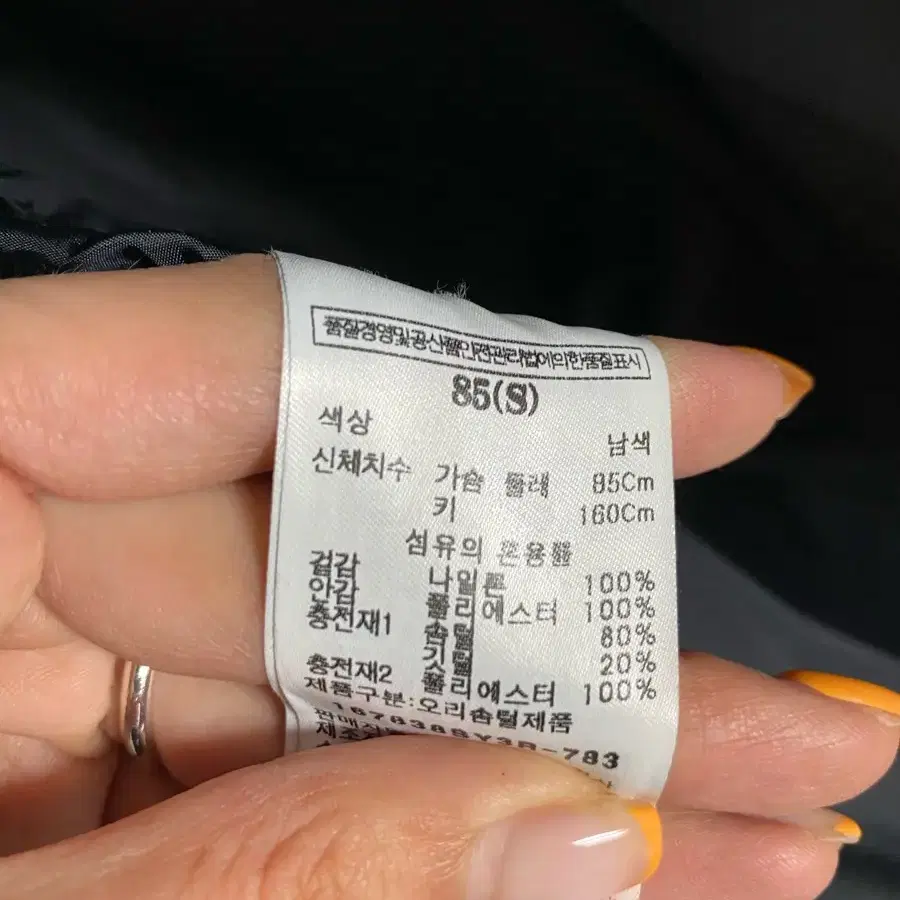 품질경영및공산품안전관리법에의한품질표시
85(S)
색상 남색
신체치수 가슴 둘레 85Cm
키 160Cm
섬유의 혼용률
겉감 나일론 100%
안감 폴리에스터 100%
충전재1 솜털 80%
깃털 20%
충전재2 폴리에스터 100%
제품구분:오리솜털제품
-783